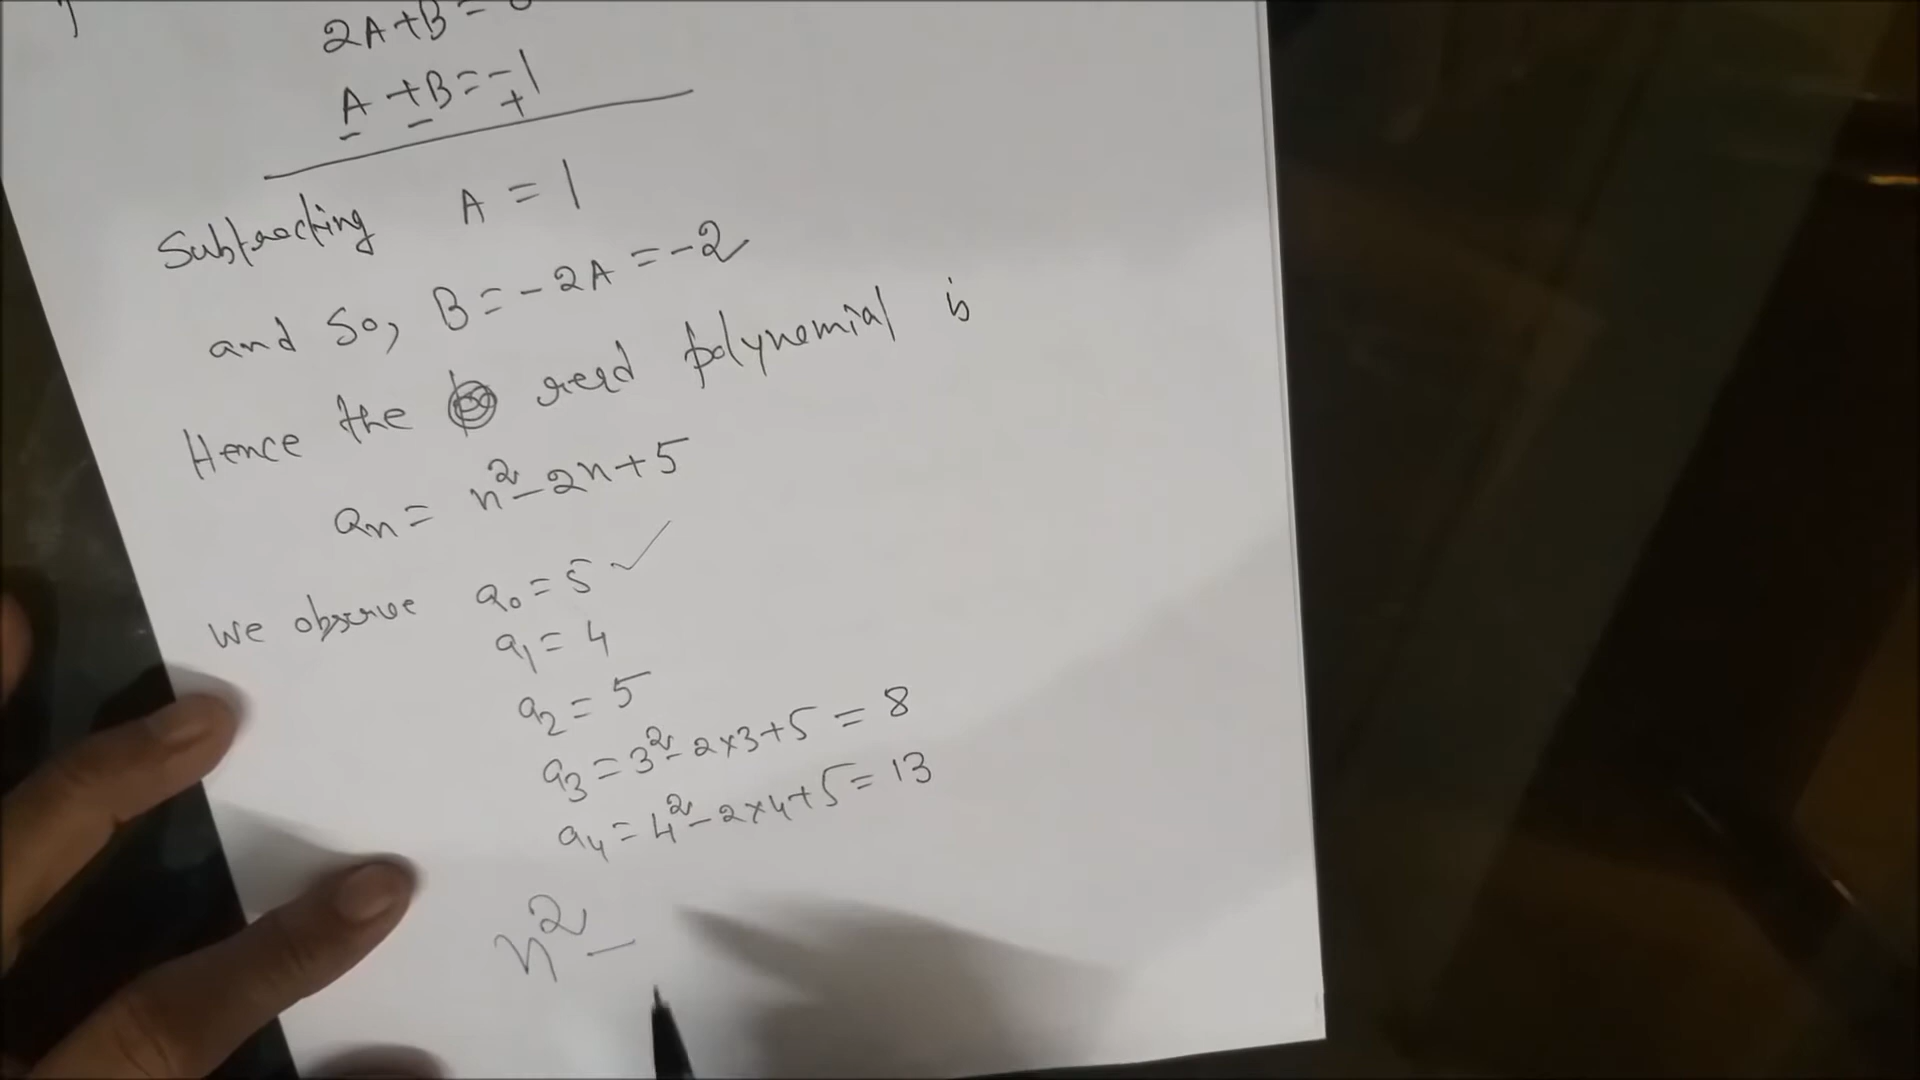 2A+B=0
A+B=-1
- - +
Subtracting A = 1
and so, B=-2A=-2
Hence the reqd polynomial is
aₙ = n²-2n+5
We observe a₀=5 ✓
a₁=4
a₂=5
a₃=3²-2×3+5=8
a₄=4²-2×4+5=13
n²-